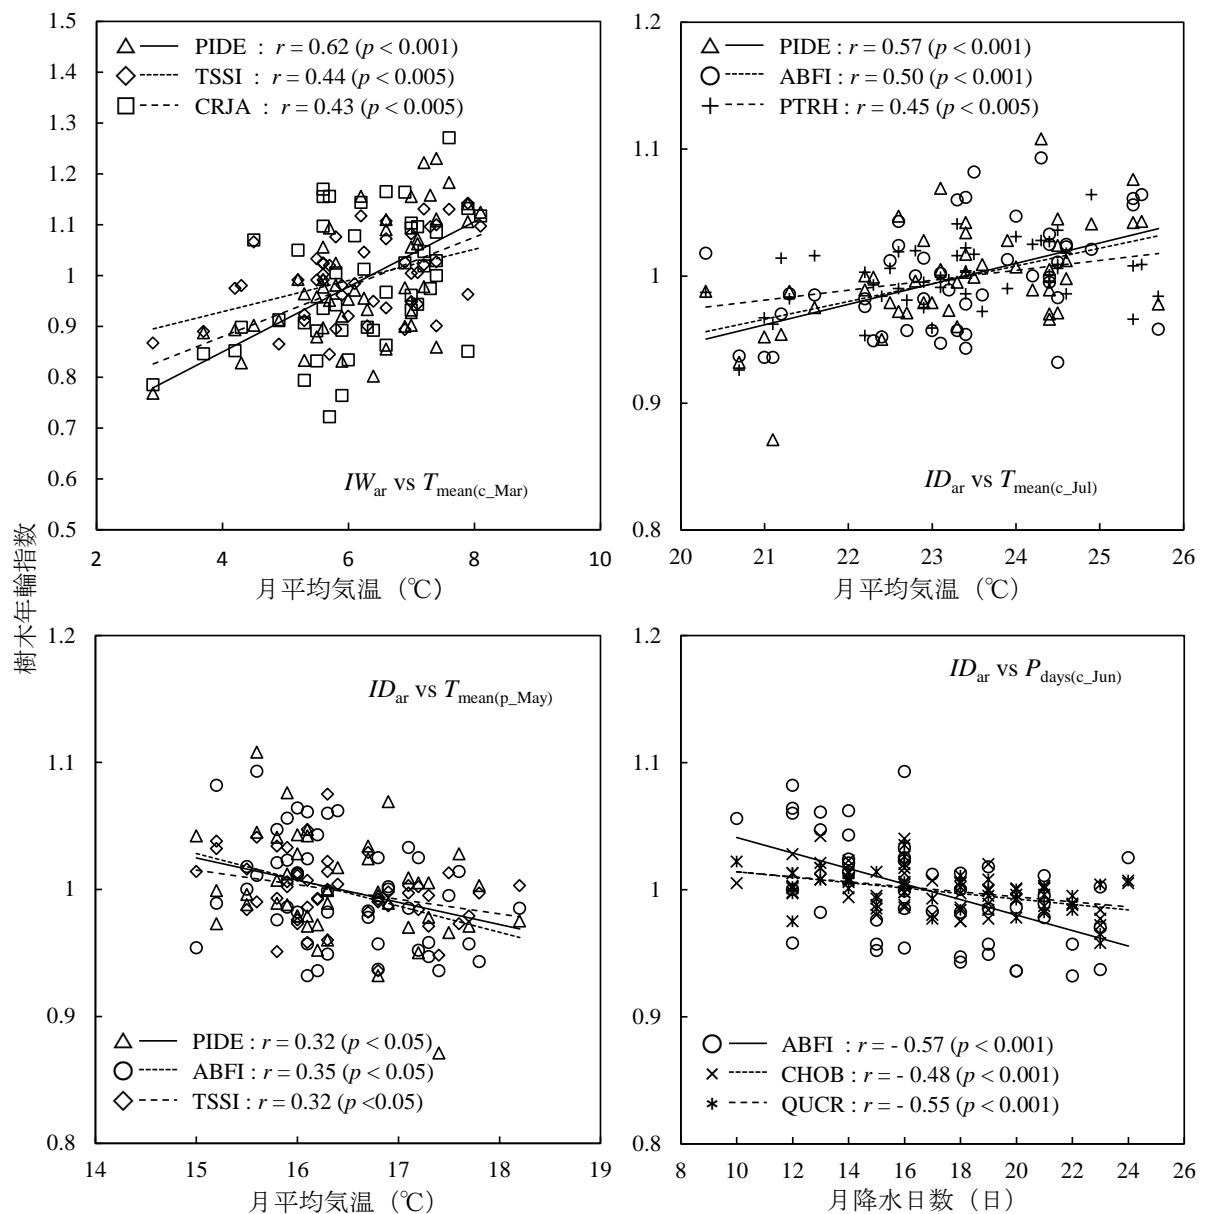 樹木年輪指数
1.5
1.4
1.3
1.2
1.1
1
0.9
0.8
0.7
0.6
0.5
PIDE : r = 0.62 (p < 0.001)
TSSI : r = 0.44 (p < 0.005)
CRJA : r = 0.43 (p < 0.005)
IWar vs Tmean(c_Mar)
2 4 6 8 10
月平均気温（℃）
1.2
1.1
1
0.9
0.8
PIDE : r = 0.57 (p < 0.001)
ABFI : r = 0.50 (p < 0.001)
PTRH : r = 0.45 (p < 0.005)
IDar vs Tmean(c_Jul)
20 21 22 23 24 25 26
月平均気温（℃）
1.2
1.1
1
0.9
0.8
IDar vs Tmean(p_May)
PIDE : r = 0.32 (p < 0.05)
ABFI : r = 0.35 (p < 0.05)
TSSI : r = 0.32 (p <0.05)
14 15 16 17 18 19
月平均気温（℃）
1.2
1.1
1
0.9
0.8
IDar vs Pdays(c_Jun)
ABFI : r = - 0.57 (p < 0.001)
CHOB : r = - 0.48 (p < 0.001)
QUCR : r = - 0.55 (p < 0.001)
8 10 12 14 16 18 20 22 24 26
月降水日数（日）